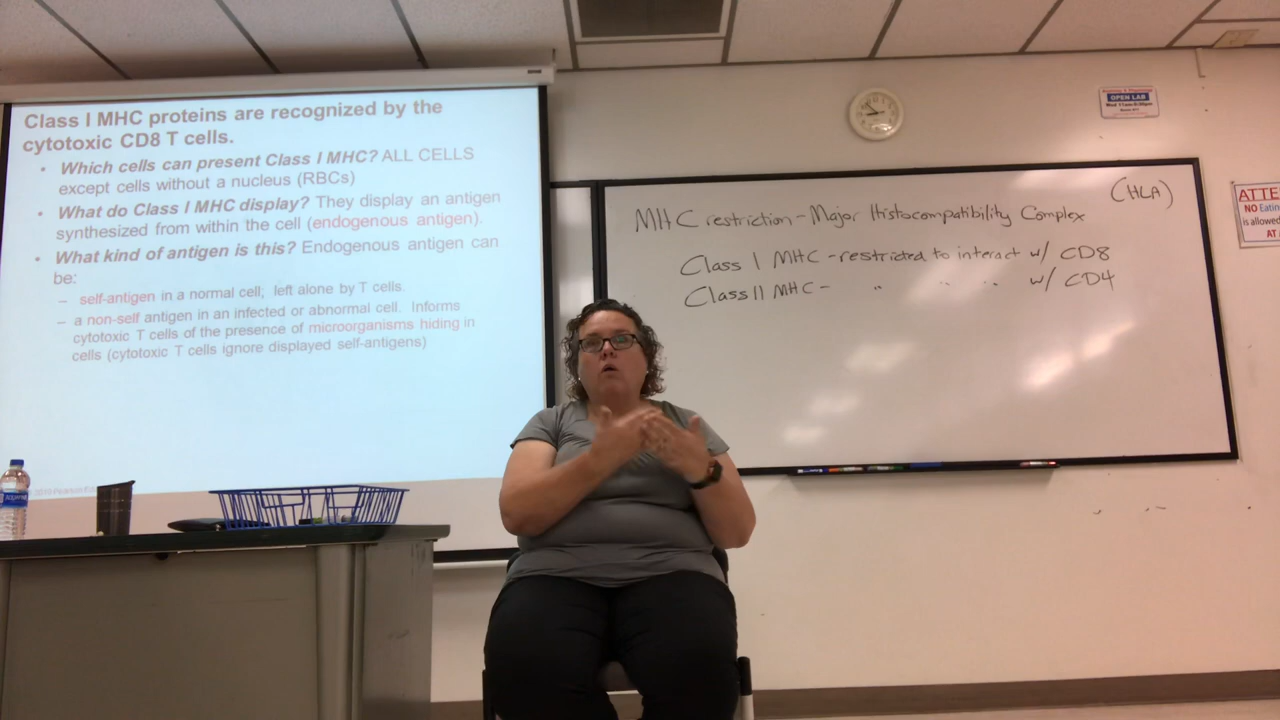 Class I MHC proteins are recognized by the
cytotoxic CD8 T cells.
• Which cells can present Class I MHC? ALL CELLS
except cells without a nucleus (RBCs)
• What do Class I MHC display? They display an antigen
synthesized from within the cell (endogenous antigen).
• What kind of antigen is this? Endogenous antigen can
be:
– self-antigen in a normal cell; left alone by T cells.
– a non-self antigen in an infected or abnormal cell. Informs
cytotoxic T cells of the presence of microorganisms hiding in
cells (cytotoxic T cells ignore displayed self-antigens)
(HLA)
MHC restriction - Major Histocompatibility Complex
Class I MHC - restricted to interact w/ CD8
Class II MHC - " " " w/ CD4
OPEN LAB
ATTE
NO Eatin
is allowed
AT A